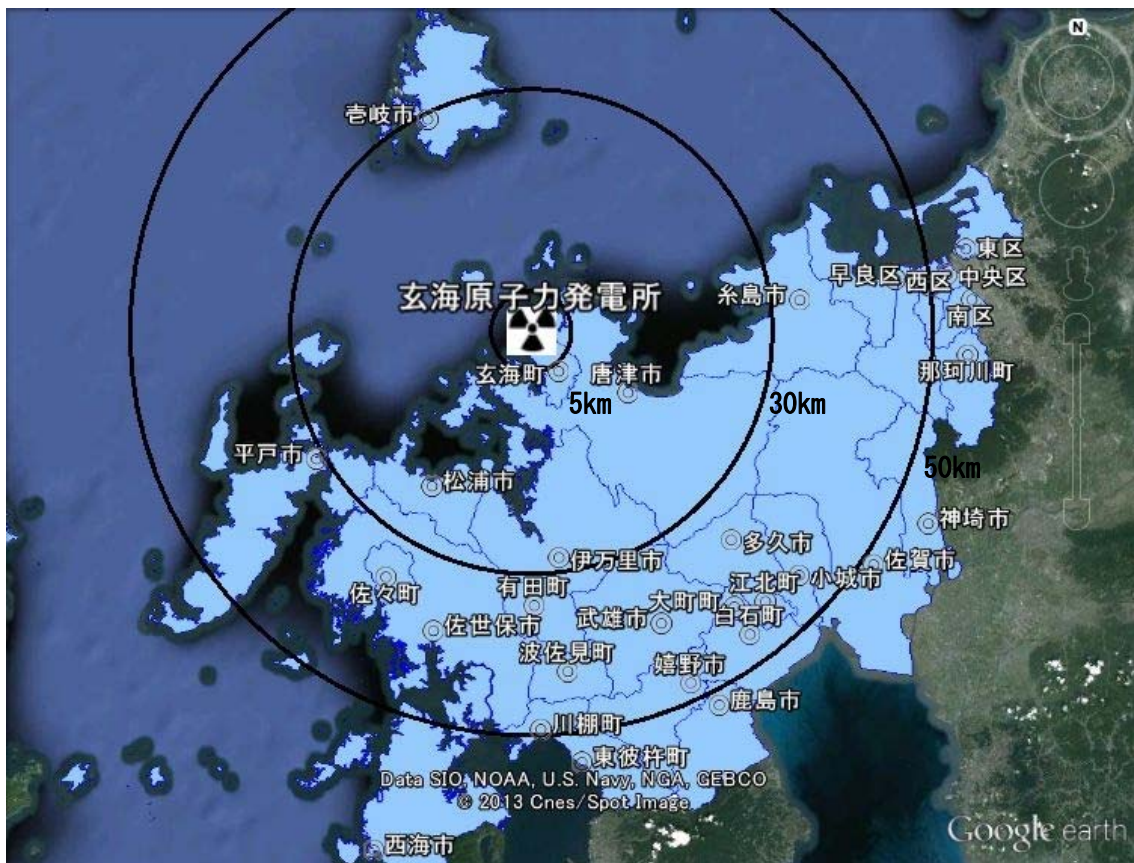 N
壱岐市
東区
早良区
西区
中央区
玄海原子力発電所
糸島市
南区
那珂川町
玄海町
唐津市
5km
30km
平戸市
50km
松浦市
神埼市
多久市
伊万里市
佐賀市
佐々町
有田町
江北町
小城市
大町町
佐世保市
武雄市
白石町
波佐見町
嬉野市
鹿島市
川棚町
東彼杵町
Data SIO, NOAA, U.S. Navy, NGA, GEBCO
© 2013 Cnes/Spot Image
Google earth
西海市